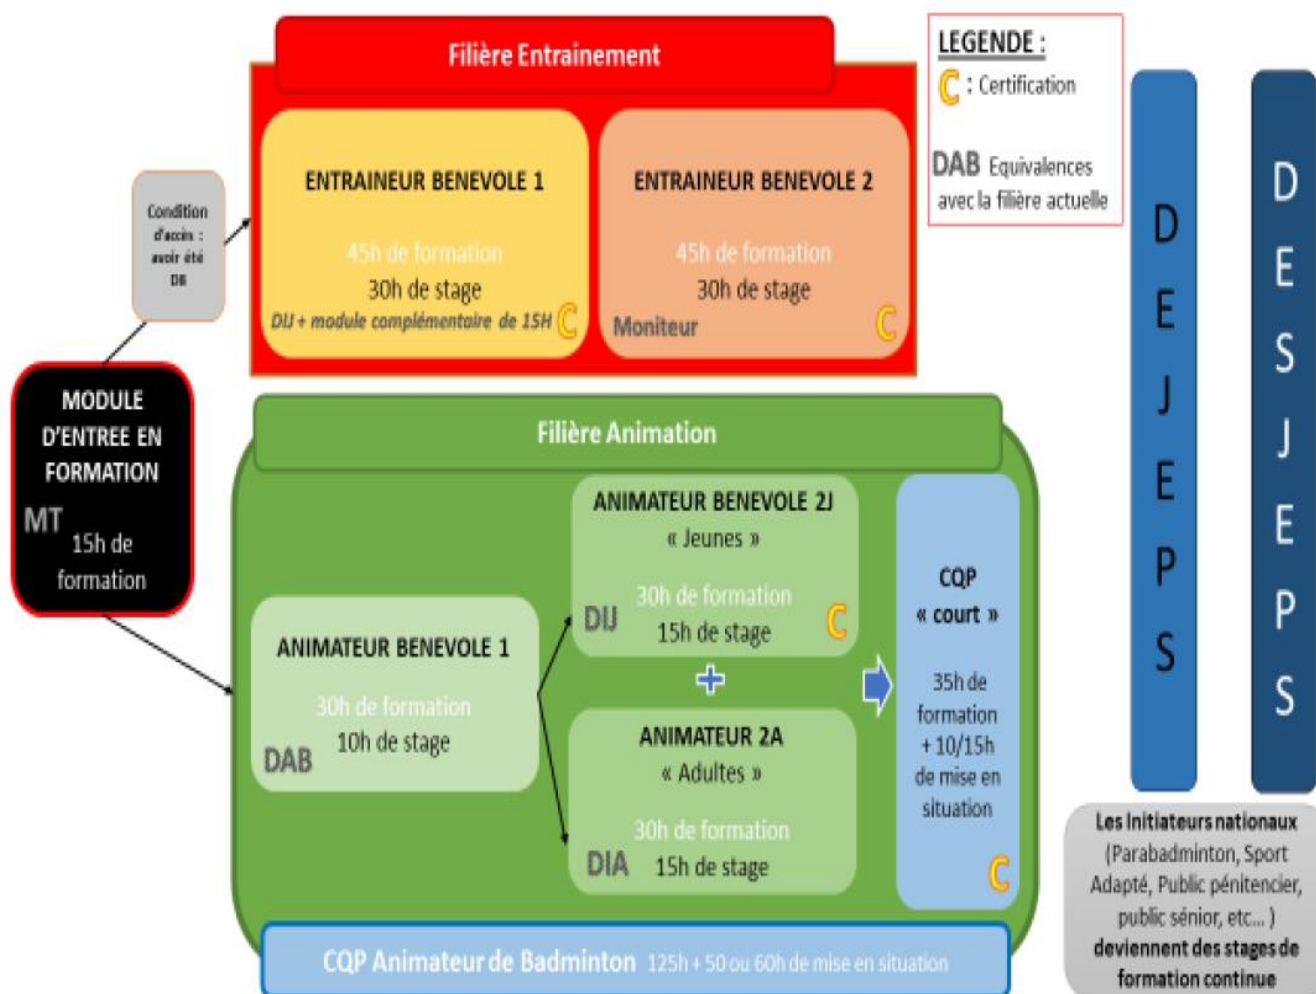 Filière Entrainement
LEGENDE :
C : Certification
DAB Equivalences
avec la filière actuelle
Condition
d'accès :
avoir été
ENTRAINEUR BENEVOLE 1
45h de formation
30h de stage
DIJ + module complémentaire de 15H C
ENTRAINEUR BENEVOLE 2
45h de formation
30h de stage
Moniteur C
MODULE
D'ENTREE EN
FORMATION
MT
15h de
formation
Filière Animation
ANIMATEUR BENEVOLE 1
30h de formation
10h de stage
DAB
ANIMATEUR BENEVOLE 2J
« Jeunes »
30h de formation
DIJ
15h de stage
C
+
ANIMATEUR 2A
« Adultes »
30h de formation
DIA
15h de stage
CQP
« court »
35h de
formation
+ 10/15h
de mise en
situation
C
CQP Animateur de Badminton 125h + 50 ou 60h de mise en situation
D
E
J
E
P
S
D
E
S
J
E
P
S
Les Initiateurs nationaux
(Parabadminton, Sport
Adapté, Public pénitencier,
public sénior, etc... )
deviennent des stages de
formation continue